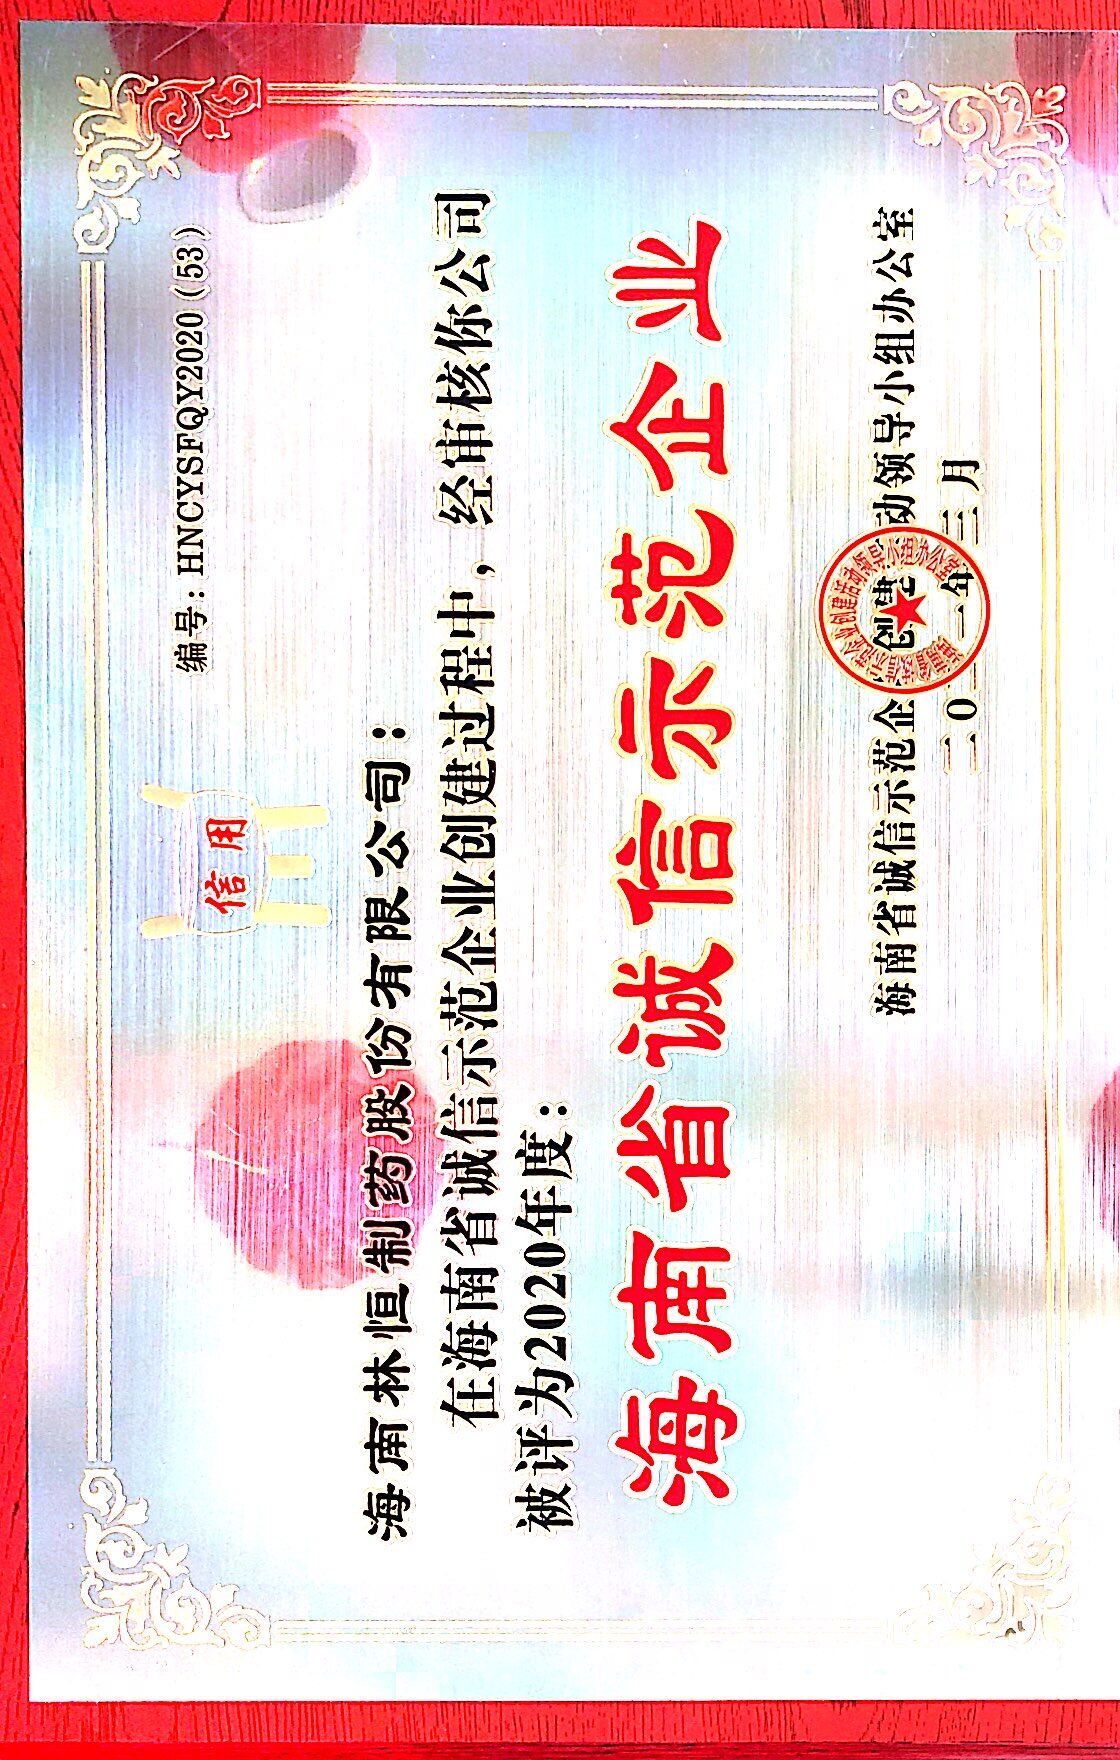 编号：HNCYSFQY2020（53）
信用
海南林恒制药股份有限公司：
在海南省诚信示范企业创建过程中，经审核你公司
被评为2020年度：
海南省诚信示范企业
海南省诚信示范企 创建 动领导小组办公室
二〇二一年三月